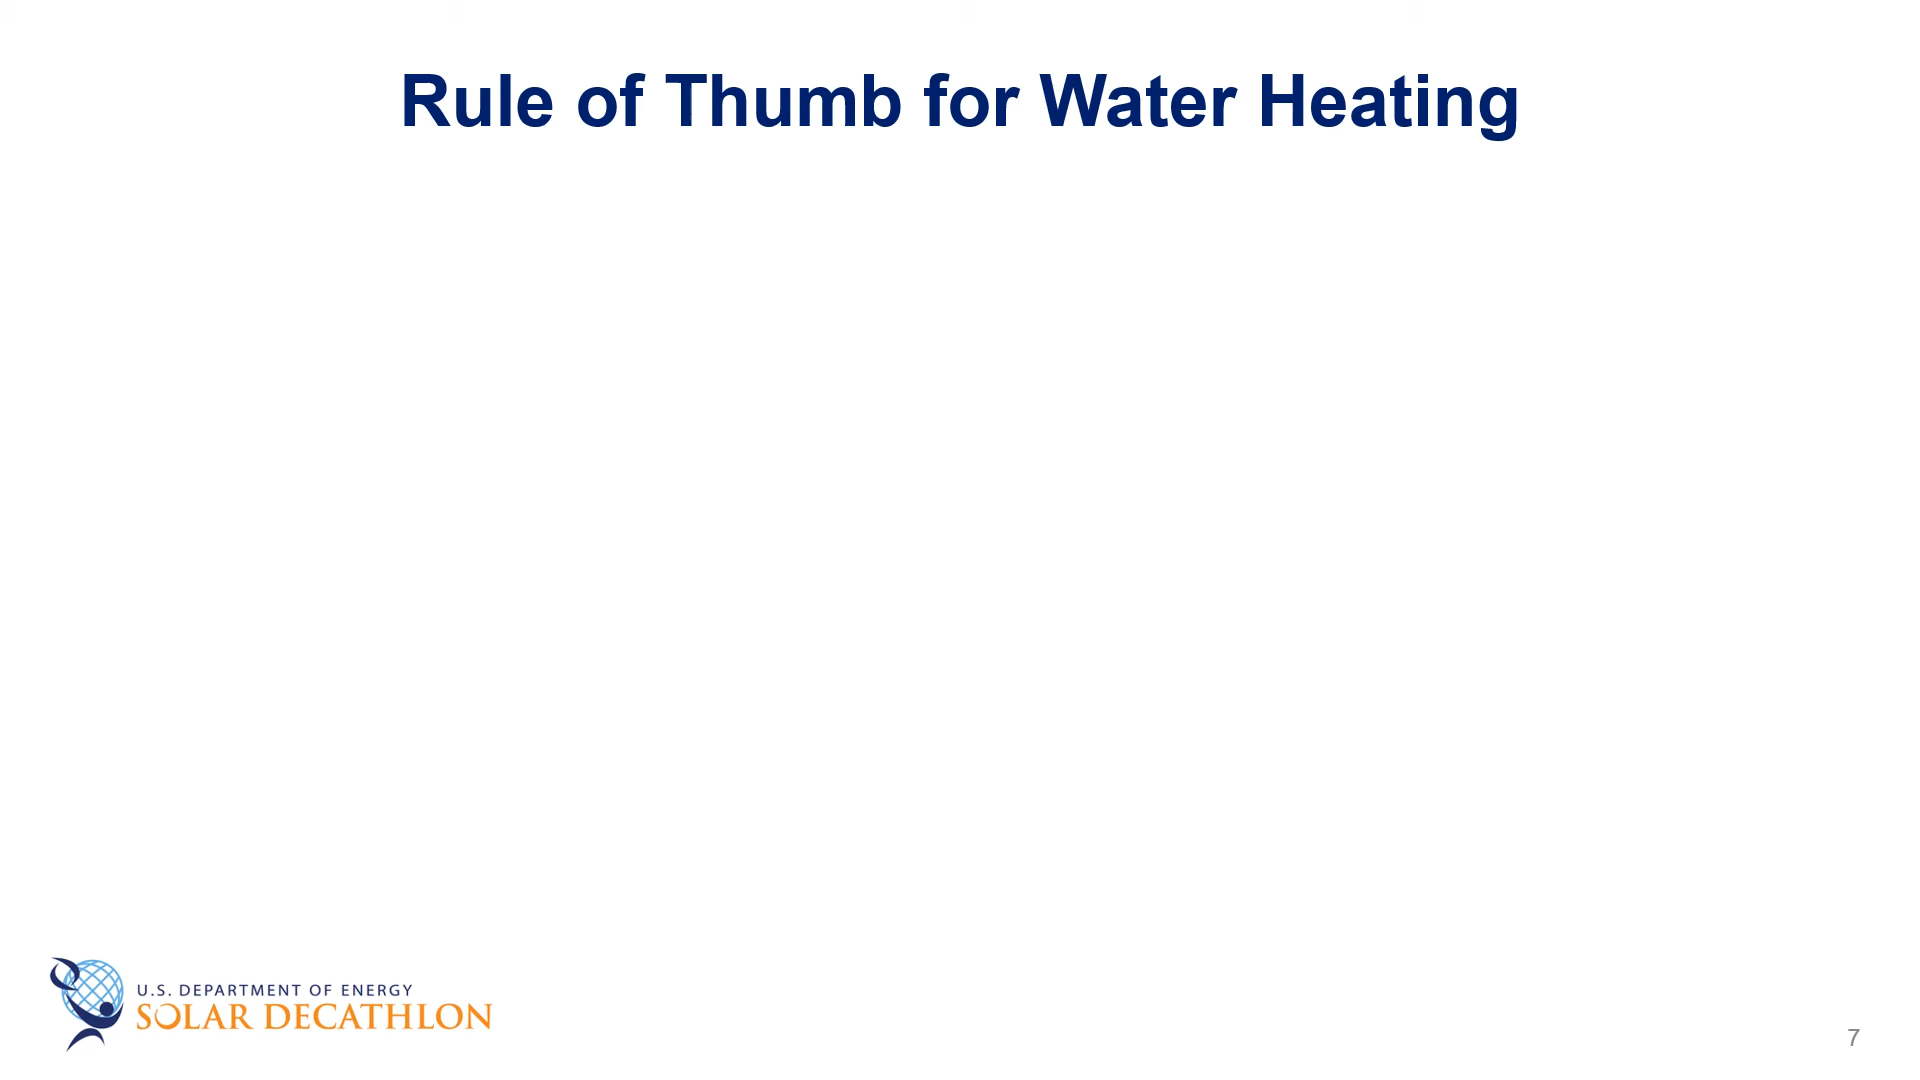 Rule of Thumb for Water Heating
U.S. DEPARTMENT OF ENERGY
SOLAR DECATHLON
7